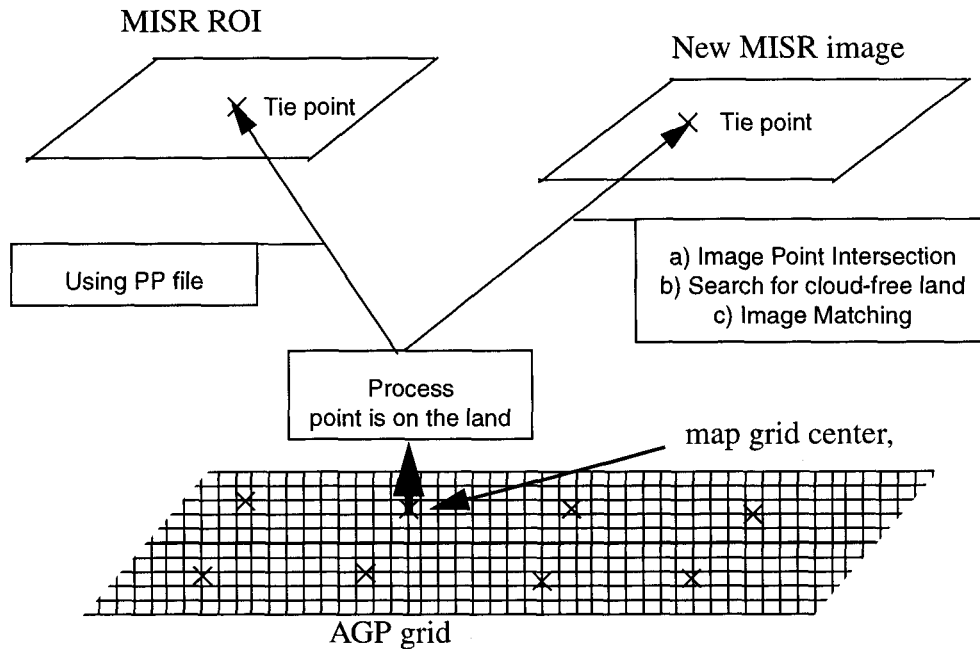 MISR ROI
New MISR image
Tie point
Tie point
Using PP file
a) Image Point Intersection
b) Search for cloud-free land
c) Image Matching
Process
point is on the land
map grid center,
AGP grid